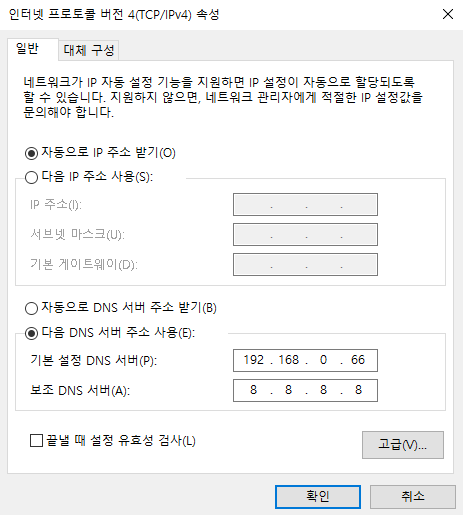 인터넷 프로토콜 버전 4(TCP/IPv4) 속성
일반
대체 구성
네트워크가 IP 자동 설정 기능을 지원하면 IP 설정이 자동으로 할당되도록
할 수 있습니다. 지원하지 않으면, 네트워크 관리자에게 적절한 IP 설정값을
문의해야 합니다.
자동으로 IP 주소 받기(O)
다음 IP 주소 사용(S):
IP 주소(I):
. . .
서브넷 마스크(U):
. . .
기본 게이트웨이(D):
. . .
자동으로 DNS 서버 주소 받기(B)
다음 DNS 서버 주소 사용(E):
기본 설정 DNS 서버(P):
192 . 168 . 0 . 66
보조 DNS 서버(A):
8 . 8 . 8 . 8
끝낼 때 설정 유효성 검사(L)
고급(V)...
확인
취소